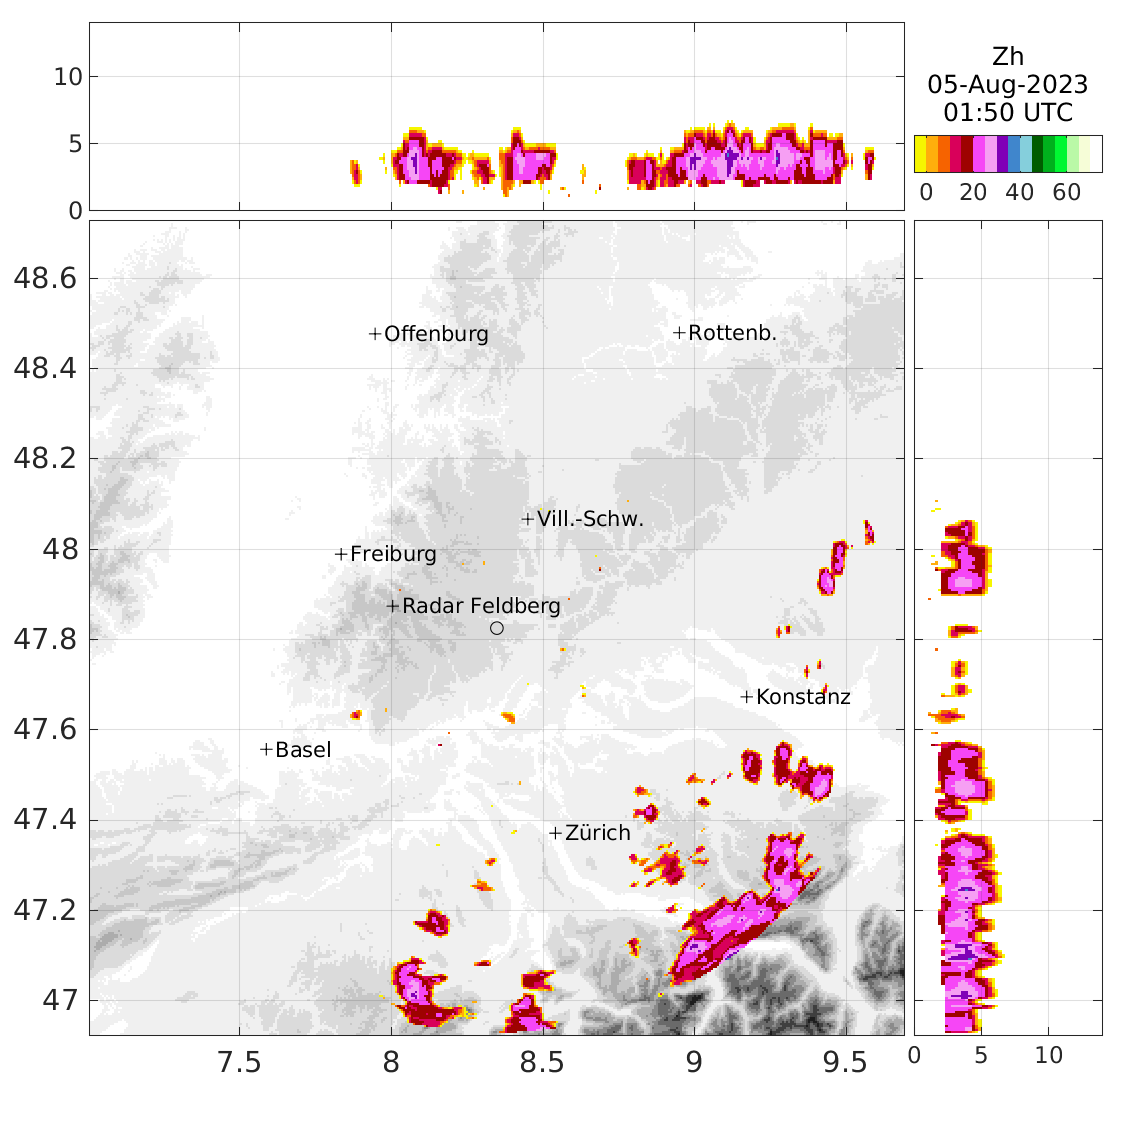 10
5
0
Zh
05-Aug-2023
01:50 UTC
0 20 40 60
48.6
48.4
48.2
48
47.8
47.6
47.4
47.2
47
+Offenburg
+Rottenb.
+Vill.-Schw.
+Freiburg
+Radar Feldberg
+Konstanz
+Basel
+Zürich
7.5 8 8.5 9 9.5
0 5 10